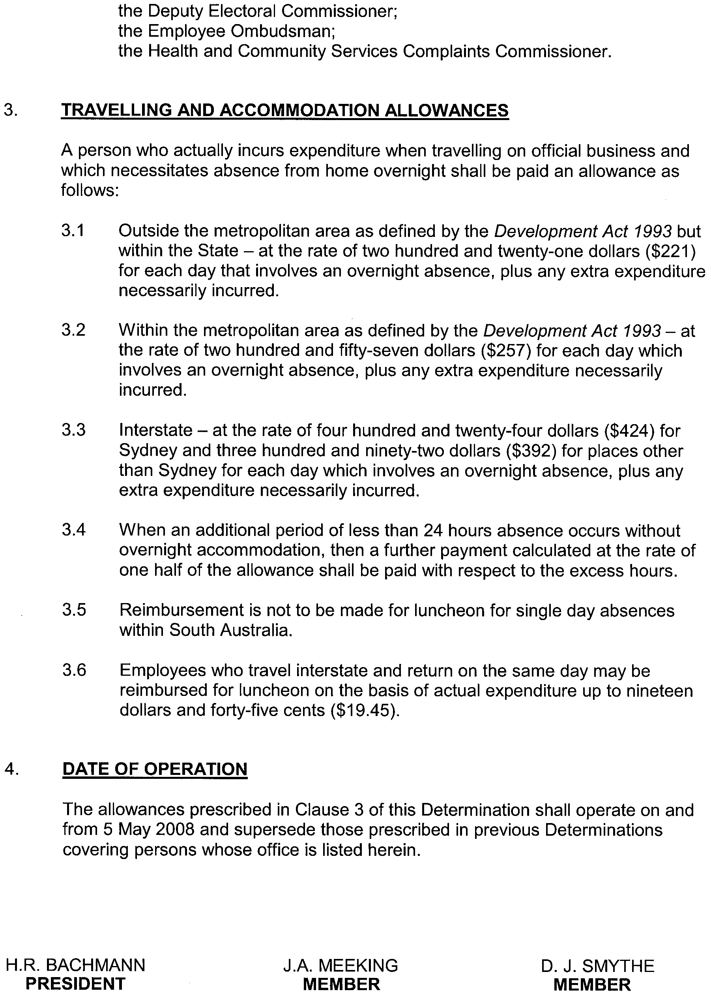 the Deputy Electoral Commissioner;
the Employee Ombudsman;
the Health and Community Services Complaints Commissioner.
3. TRAVELLING AND ACCOMMODATION ALLOWANCES
A person who actually incurs expenditure when travelling on official business and
which necessitates absence from home overnight shall be paid an allowance as
follows:
3.1 Outside the metropolitan area as defined by the Development Act 1993 but
within the State – at the rate of two hundred and twenty-one dollars ($221)
for each day that involves an overnight absence, plus any extra expenditure
necessarily incurred.
3.2 Within the metropolitan area as defined by the Development Act 1993 – at
the rate of two hundred and fifty-seven dollars ($257) for each day which
involves an overnight absence, plus any extra expenditure necessarily
incurred.
3.3 Interstate – at the rate of four hundred and twenty-four dollars ($424) for
Sydney and three hundred and ninety-two dollars ($392) for places other
than Sydney for each day which involves an overnight absence, plus any
extra expenditure necessarily incurred.
3.4 When an additional period of less than 24 hours absence occurs without
overnight accommodation, then a further payment calculated at the rate of
one half of the allowance shall be paid with respect to the excess hours.
3.5 Reimbursement is not to be made for luncheon for single day absences
within South Australia.
3.6 Employees who travel interstate and return on the same day may be
reimbursed for luncheon on the basis of actual expenditure up to nineteen
dollars and forty-five cents ($19.45).
4. DATE OF OPERATION
The allowances prescribed in Clause 3 of this Determination shall operate on and
from 5 May 2008 and supersede those prescribed in previous Determinations
covering persons whose office is listed herein.
H.R. BACHMANN J.A. MEEKING D. J. SMYTHE
PRESIDENT MEMBER MEMBER